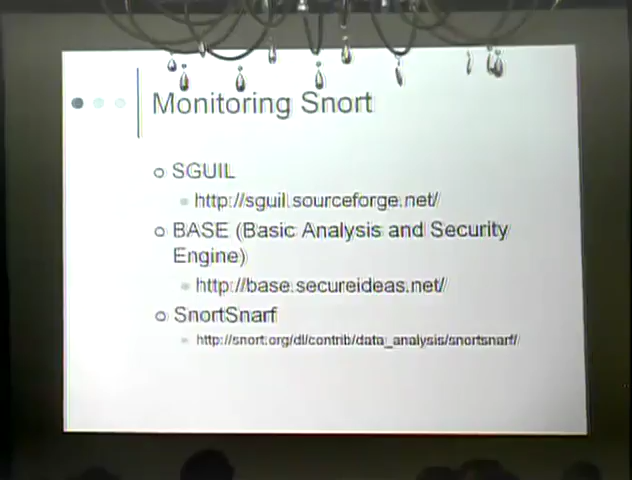 Monitoring Snort
SGUIL
http://sguil.sourceforge.net/
BASE (Basic Analysis and Security
Engine)
http://base.secureideas.net/
SnortSnarf
http://snort.org/dl/contrib/data_analysis/snortsnarf/